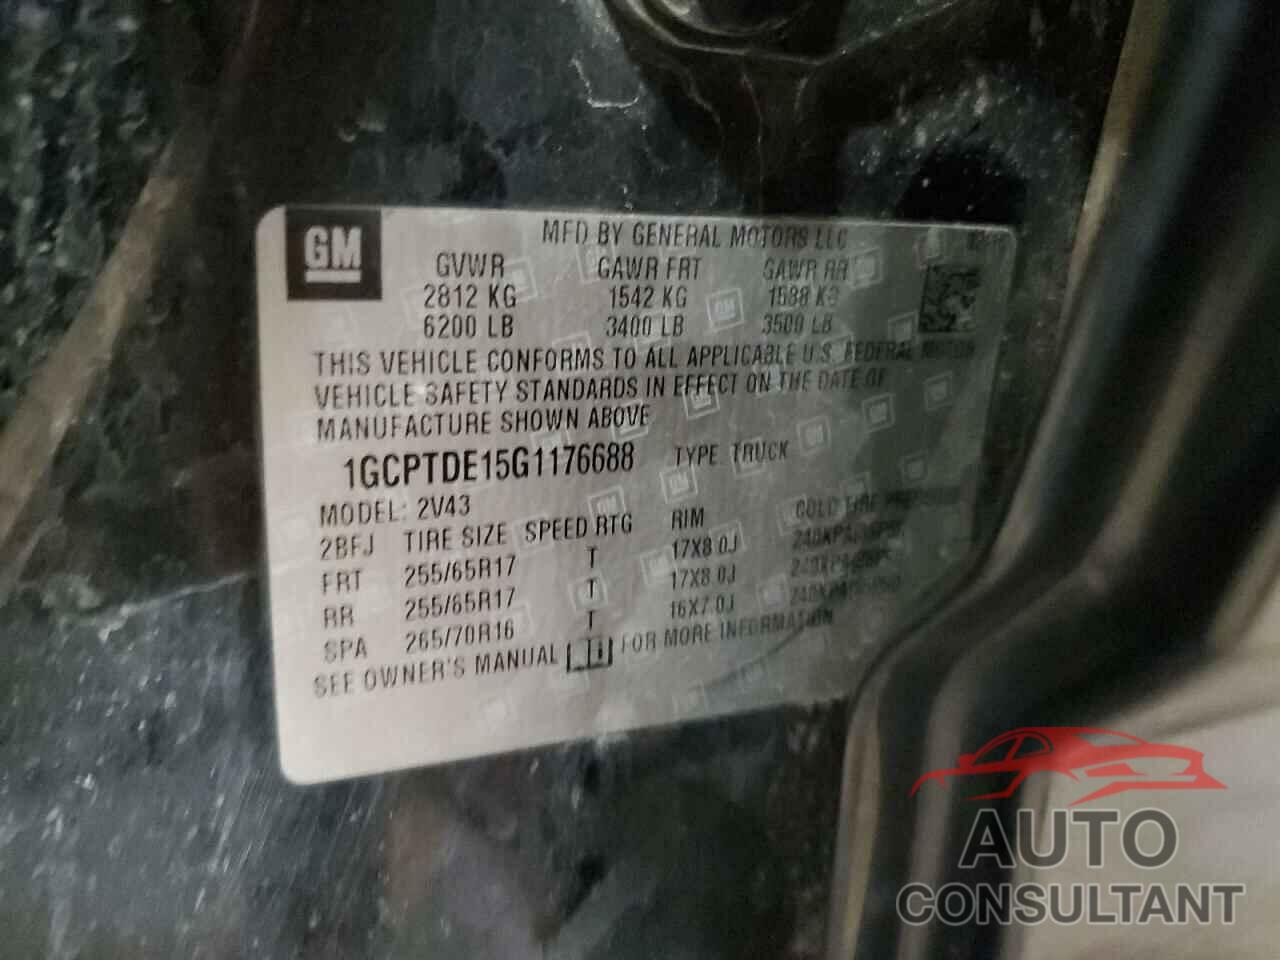 GM
MFD BY GENERAL MOTORS LLC
GVWR GAWR FRT GAWR RR
2812 KG 1542 KG 1588 KG
6200 LB 3400 LB 3500 LB
THIS VEHICLE CONFORMS TO ALL APPLICABLE U.S. FEDERAL MOTOR
VEHICLE SAFETY STANDARDS IN EFFECT ON THE DATE OF
MANUFACTURE SHOWN ABOVE
1GCPTDE15G1176688 TYPE: TRUCK
MODEL: 2V43
2BFJ TIRE SIZE SPEED RTG RIM COLD TIRE PRESSURE
FRT 255/65R17 T 17X8.0J
RR 255/65R17 T 17X8.0J
SPA 265/70R16 T 16X7.0J
SEE OWNER'S MANUAL FOR MORE INFORMATION
AUTO
CONSULTANT